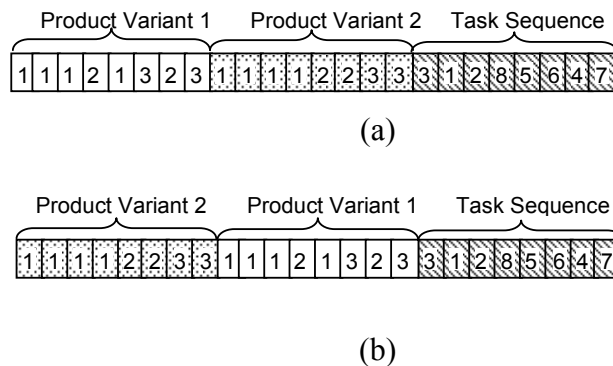 Product Variant 1 Product Variant 2 Task Sequence
1 1 1 2 1 3 2 3 1 1 1 1 2 2 3 3 3 1 2 8 5 6 4 7
(a)
Product Variant 2 Product Variant 1 Task Sequence
1 1 1 1 2 2 3 3 1 1 1 2 1 3 2 3 3 1 2 8 5 6 4 7
(b)